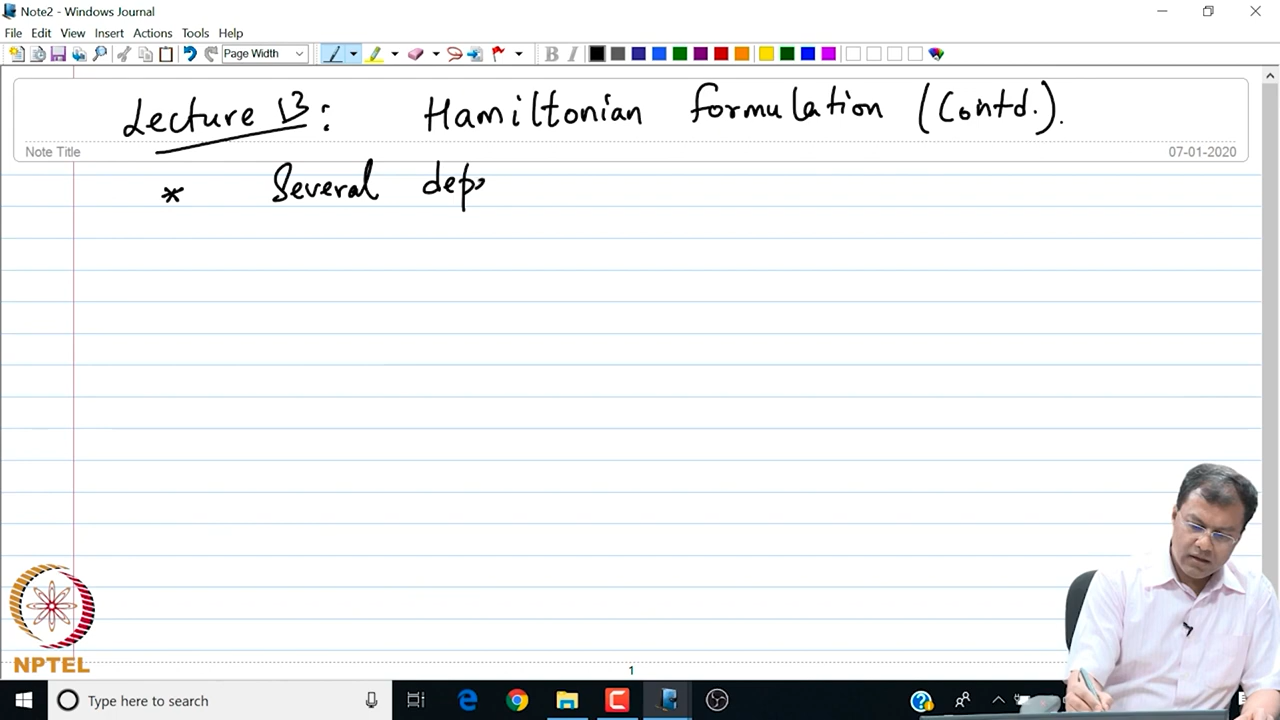 Note2 - Windows Journal
File Edit View Insert Actions Tools Help
Page Width B I
Lecture 13: Hamiltonian formulation (Contd.).
Note Title 07-01-2020
* Several dep
NPTEL
1
Type here to search